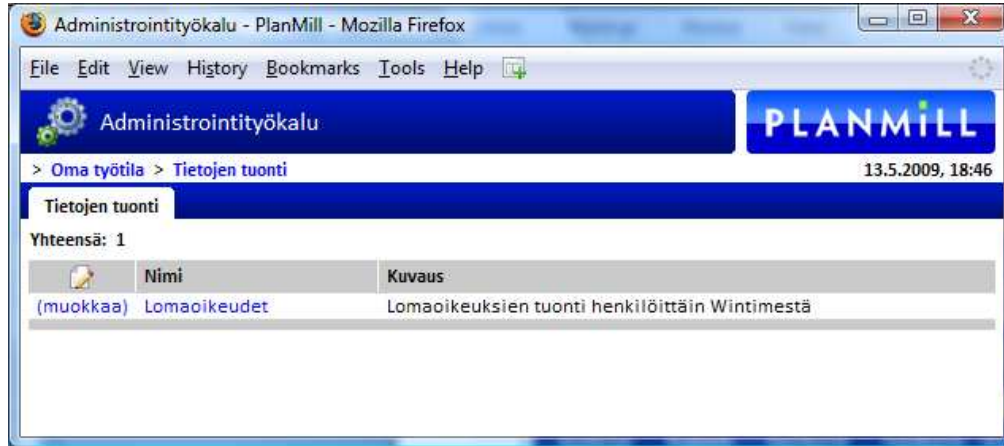 Administrointityökalu - PlanMill - Mozilla Firefox
File Edit View History Bookmarks Tools Help
Administrointityökalu
PLANMILL
> Oma työtila > Tietojen tuonti
13.5.2009, 18:46
Tietojen tuonti
Yhteensä: 1
Nimi Kuvaus
(muokkaa) Lomaoikeudet Lomaoikeuksien tuonti henkilöittäin Wintimestä